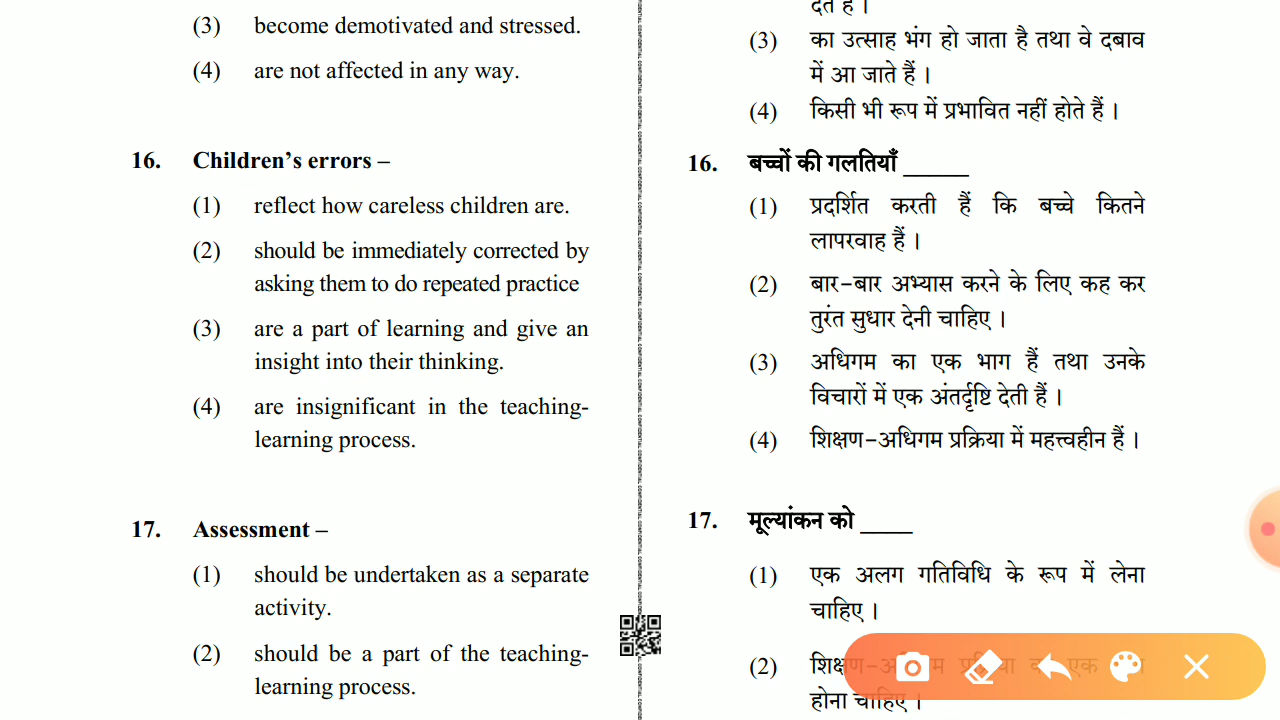 (3) become demotivated and stressed.
(4) are not affected in any way.
16. Children's errors –
(1) reflect how careless children are.
(2) should be immediately corrected by
asking them to do repeated practice
(3) are a part of learning and give an
insight into their thinking.
(4) are insignificant in the teaching-
learning process.
17. Assessment –
(1) should be undertaken as a separate
activity.
(2) should be a part of the teaching-
learning process.
देते हैं ।
(3) का उत्साह भंग हो जाता है तथा वे दबाव
में आ जाते हैं ।
(4) किसी भी रूप में प्रभावित नहीं होते हैं ।
16. बच्चों की गलतियाँ _____
(1) प्रदर्शित करती हैं कि बच्चे कितने
लापरवाह हैं ।
(2) बार-बार अभ्यास करने के लिए कह कर
तुरंत सुधार देनी चाहिए ।
(3) अधिगम का एक भाग हैं तथा उनके
विचारों में एक अंतर्दृष्टि देती हैं ।
(4) शिक्षण-अधिगम प्रक्रिया में महत्त्वहीन हैं ।
17. मूल्यांकन को ____
(1) एक अलग गतिविधि के रूप में लेना
चाहिए ।
(2) शिक्षण-अधिगम प्रक्रिया का एक
होना चाहिए ।